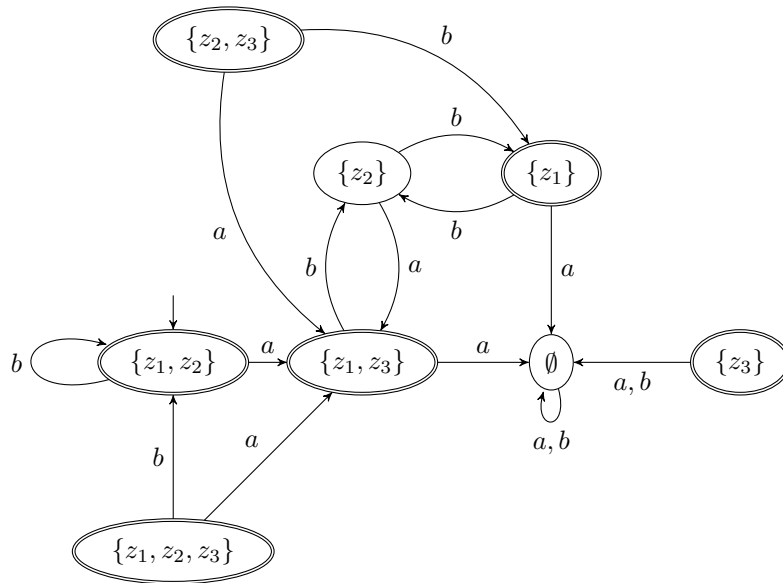 {z₂, z₃}
b
{z₂}
b
{z₁}
b
a
b
a
a
b
{z₁, z₂}
a
{z₁, z₃}
a
∅
a, b
{z₃}
a, b
b
a
{z₁, z₂, z₃}